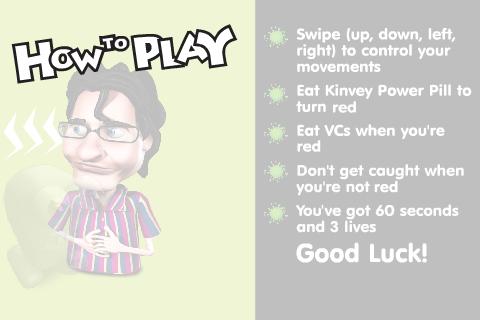 HOW TO PLAY
Swipe (up, down, left,
right) to control your
movements
Eat Kinvey Power Pill to
turn red
Eat VCs when you're
red
Don't get caught when
you're not red
You've got 60 seconds
and 3 lives
Good Luck!